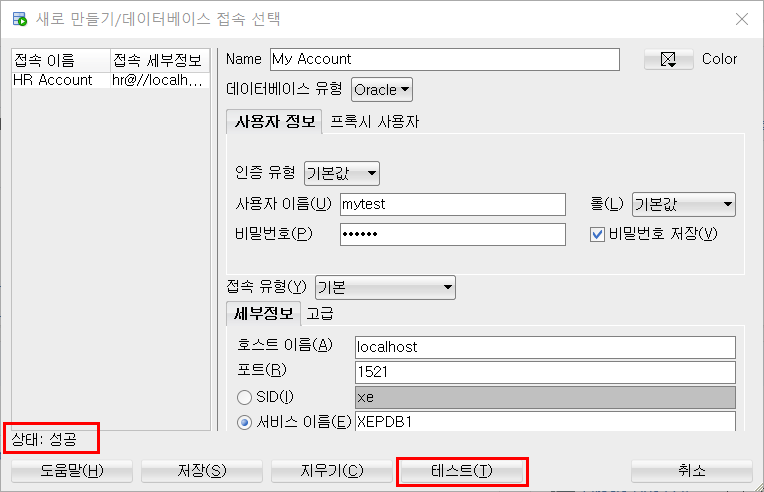 새로 만들기/데이터베이스 접속 선택
접속 이름 접속 세부정보
HR Account hr@//localh...
Name My Account Color
데이터베이스 유형 Oracle
사용자 정보 프록시 사용자
인증 유형 기본값
사용자 이름(U) mytest 롤(L) 기본값
비밀번호(P) •••••• 비밀번호 저장(V)
접속 유형(Y) 기본
세부정보 고급
호스트 이름(A) localhost
포트(R) 1521
SID(I) xe
서비스 이름(E) XEPDB1
상태: 성공
도움말(H) 저장(S) 지우기(C) 테스트(T) 취소